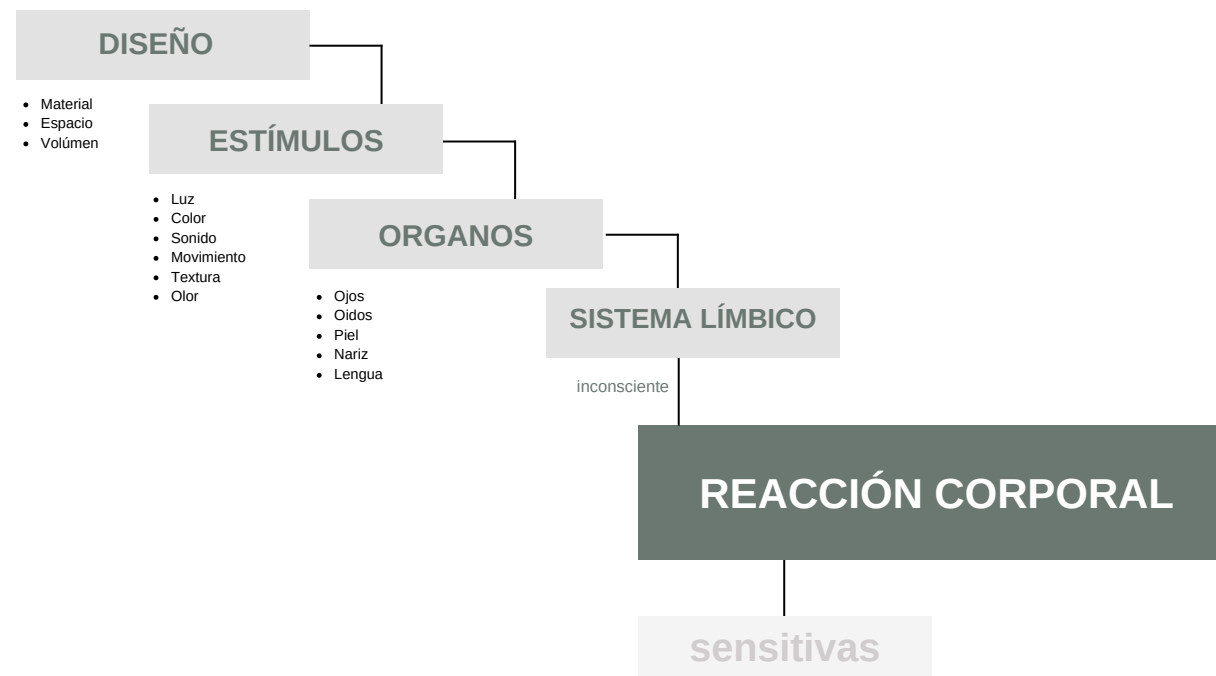 DISEÑO
Material
Espacio
Volúmen
ESTÍMULOS
Luz
Color
Sonido
Movimiento
Textura
Olor
ORGANOS
Ojos
Oidos
Piel
Nariz
Lengua
SISTEMA LÍMBICO
inconsciente
REACCIÓN CORPORAL
sensitivas